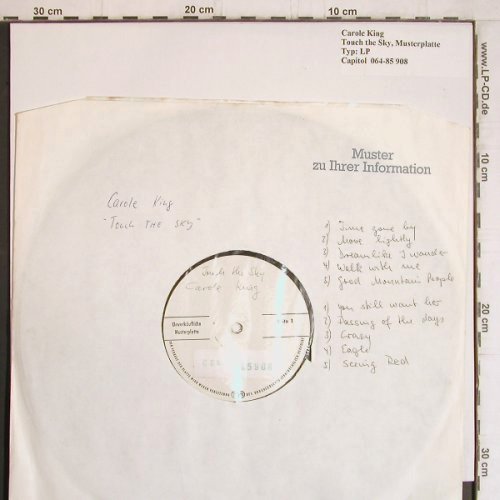 30 cm
20 cm
10 cm
Carole King
Touch the Sky, Musterplatte
Typ: LP
Capitol 064-85 908
www.LP-CD.de
10 cm
20 cm
30 cm
Muster
zu Ihrer Information
Carole King
"Touch The Sky"
1) Time gone by
2) Move lightly
3) Dreamlike I wander
4) Walk with me
5) Good Mountain People
1) You still want her
2) Passing of the days
3) Crazy
4) Eagle
5) Seeing Red
Touch the Sky
Carole King
Unverkäufliche
Musterplatte
Seite 1
85908